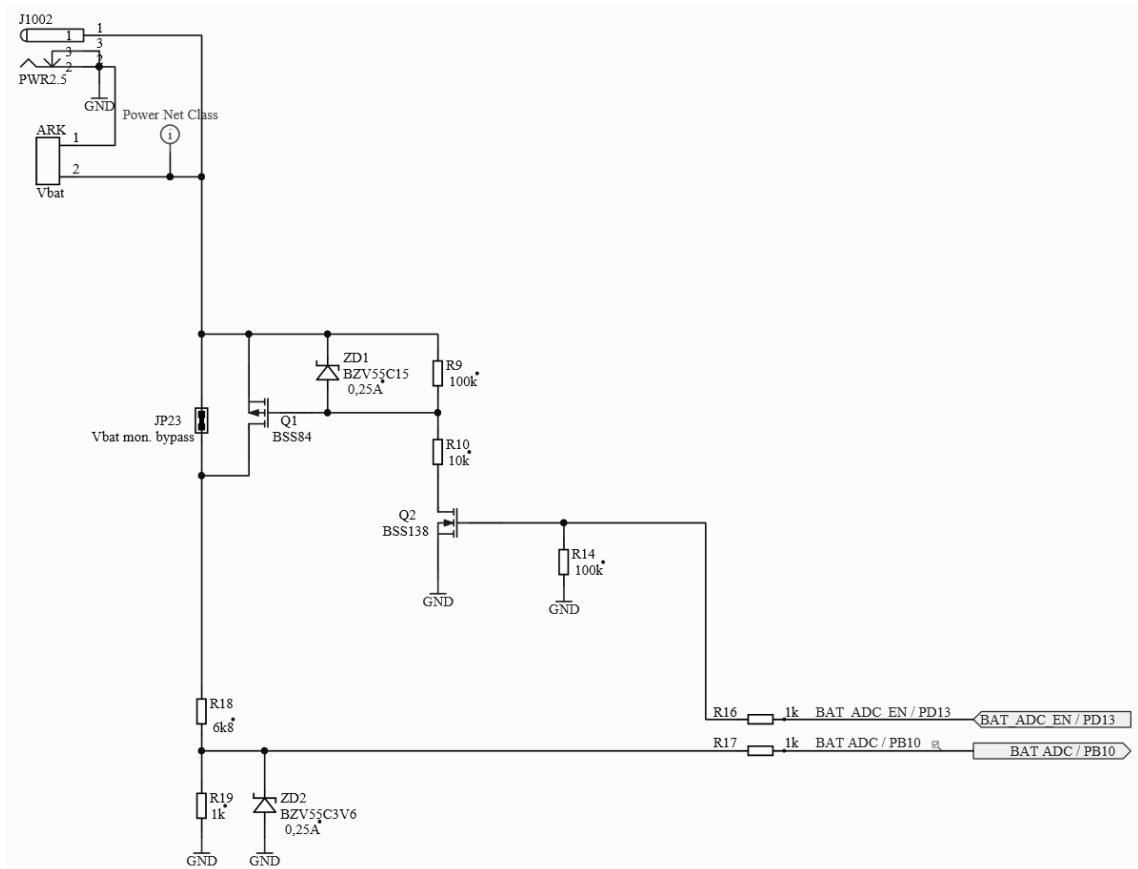 J1002
1
1
3
3
2
2
PWR2.5
GND
Power Net Class
i
ARK
1
2
Vbat
ZD1
BZV55C15
0,25A
R9
100k
JP23
Vbat mon. bypass
Q1
BSS84
R10
10k
Q2
BSS138
R14
100k
GND
GND
R18
6k8
R16
1k
BAT_ADC_EN / PD13
BAT_ADC_EN / PD13
R17
1k
BAT ADC / PB10
BAT ADC / PB10
R19
1k
ZD2
BZV55C3V6
0,25A
GND
GND